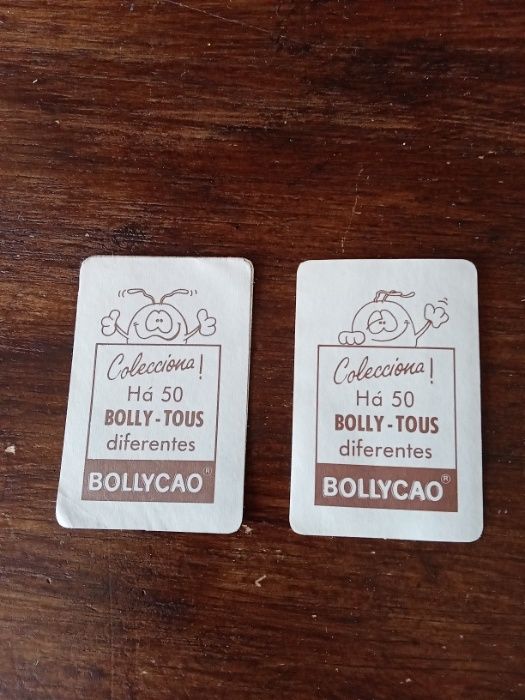 Colecciona!
Há 50
BOLLY-TOUS
diferentes
BOLLYCAO®
Colecciona!
Há 50
BOLLY-TOUS
diferentes
BOLLYCAO®